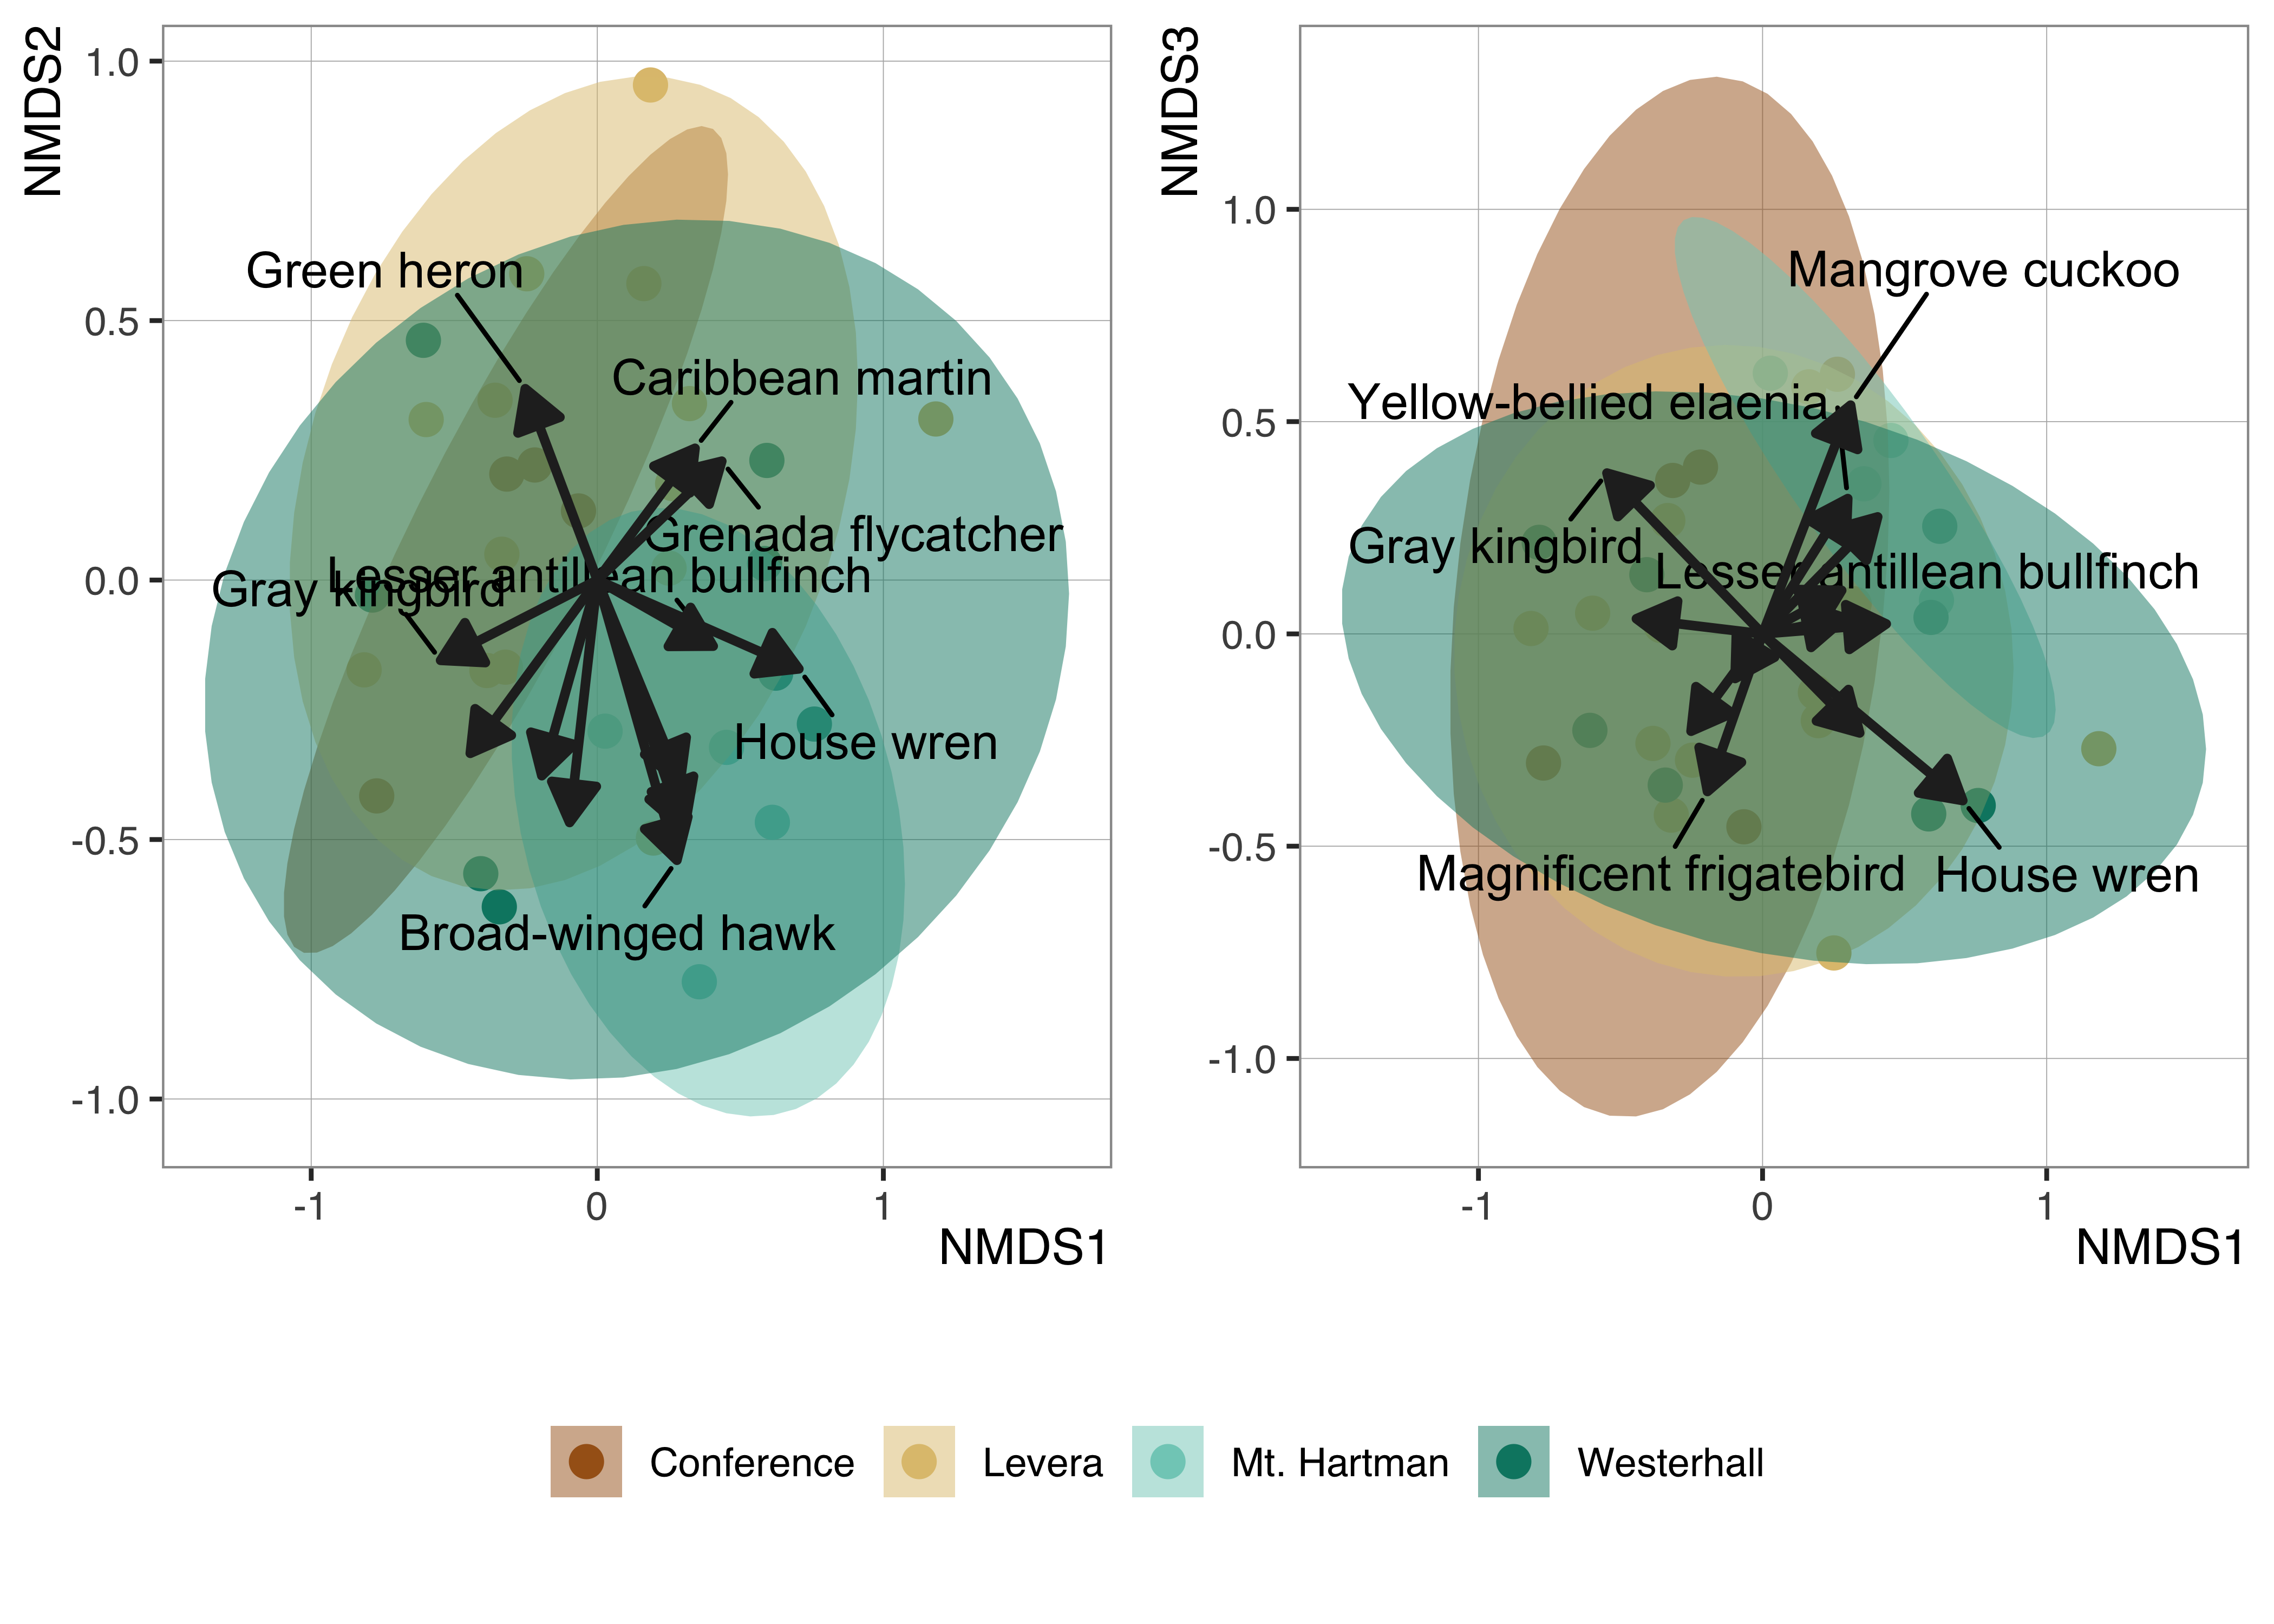 NMDS2
1.0
0.5
0.0
-0.5
-1.0
Green heron
Caribbean martin
Grenada flycatcher
Lesser antillean bullfinch
Gray kingbird
House wren
Broad-winged hawk
-1
0
1
NMDS1
NMDS3
1.0
0.5
0.0
-0.5
-1.0
Mangrove cuckoo
Yellow-bellied elaenia
Gray kingbird
Lesser antillean bullfinch
Magnificent frigatebird
House wren
-1
0
1
NMDS1
Conference
Levera
Mt. Hartman
Westerhall